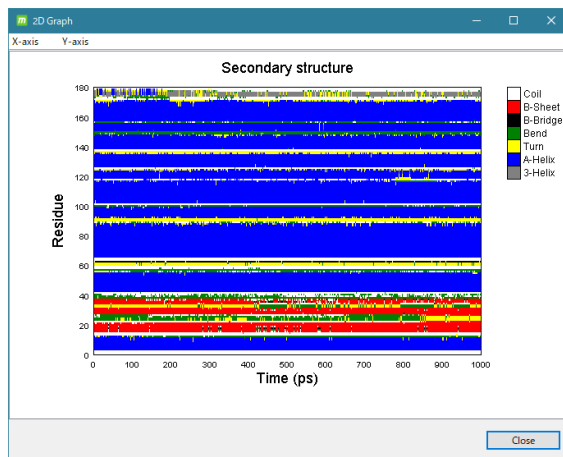 2D Graph
X-axis Y-axis
Secondary structure
Residue
180
160
140
120
100
80
60
40
20
0
0 100 200 300 400 500 600 700 800 900 1000
Time (ps)
Coil
B-Sheet
B-Bridge
Bend
Turn
A-Helix
3-Helix
Close